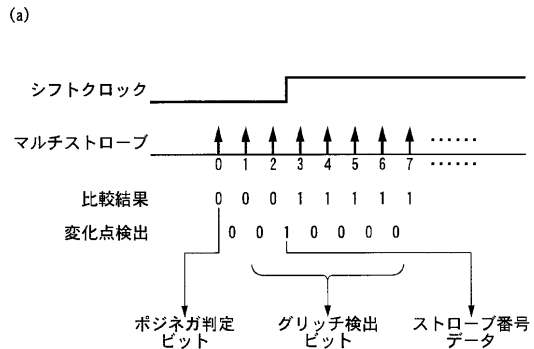 (a)
シフトクロック
マルチストローブ
0 1 2 3 4 5 6 7 ……
……
比較結果 0 0 0 1 1 1 1 1
変化点検出 0 0 1 0 0 0 0
ポジネガ判定 グリッチ検出 ストローブ番号
ビット ビット データ